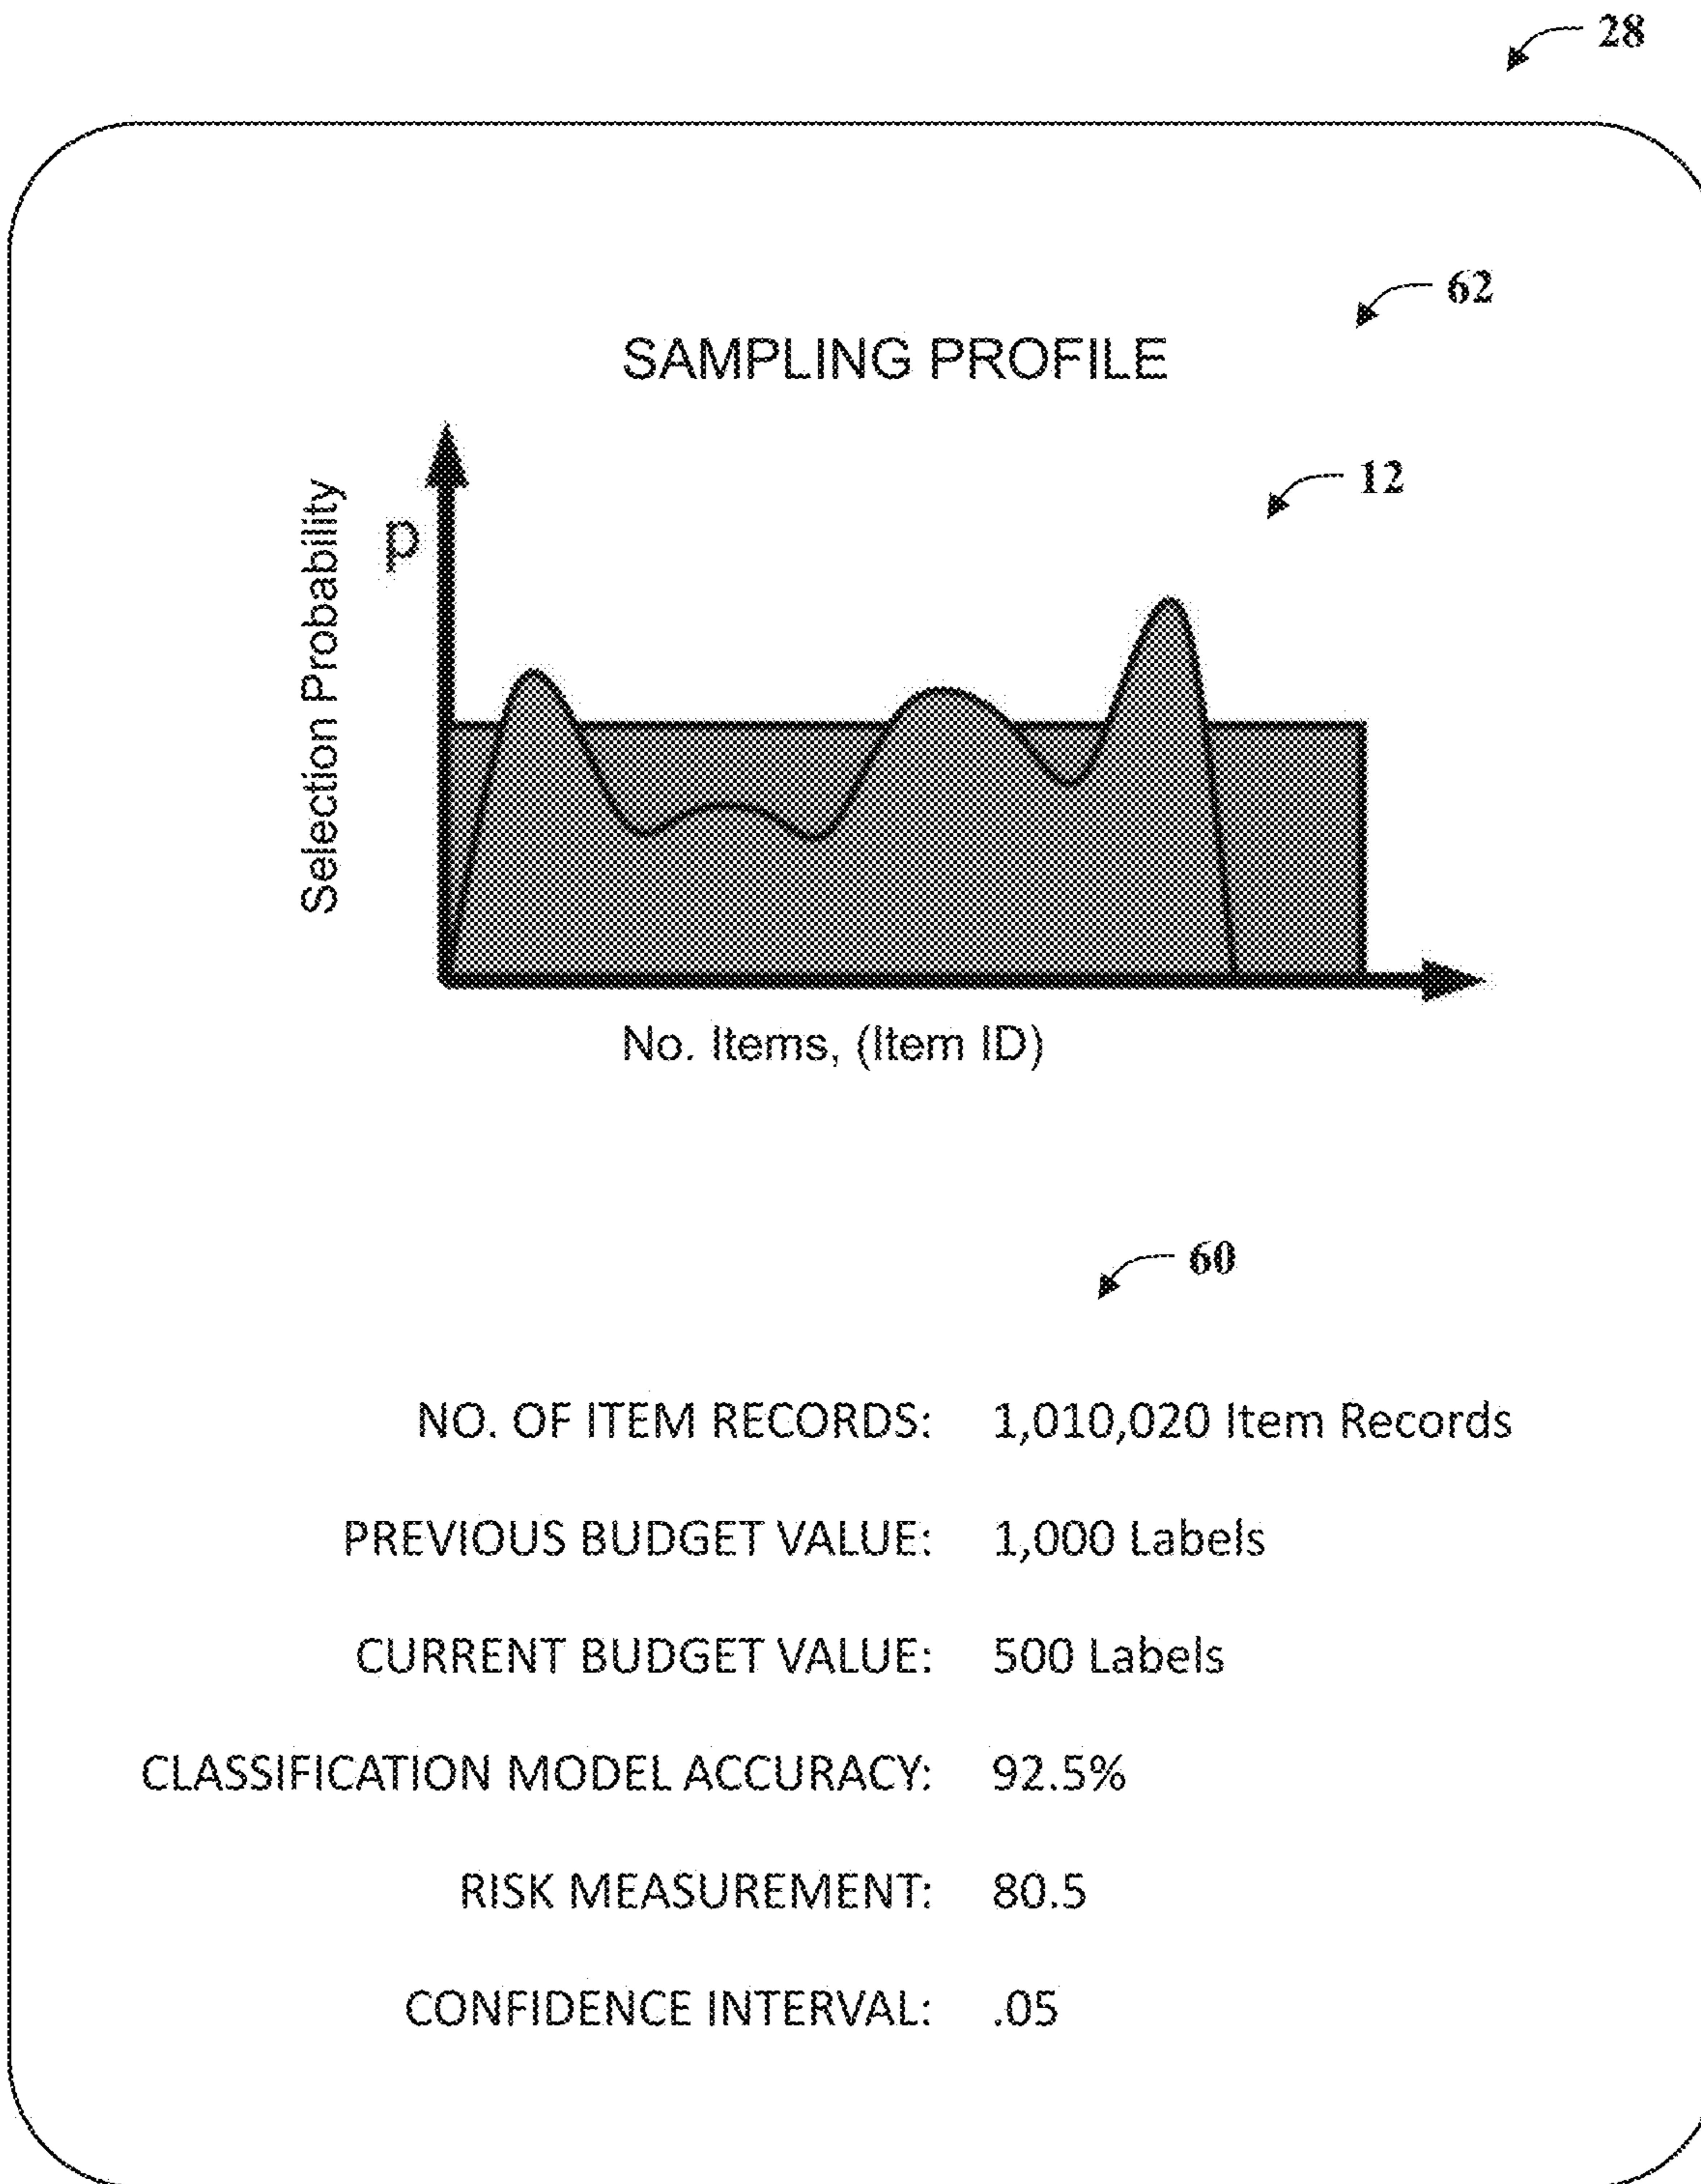 28
62
SAMPLING PROFILE
12
Selection Probability
p
No. Items, (Item ID)
60
NO. OF ITEM RECORDS: 1,010,020 Item Records
PREVIOUS BUDGET VALUE: 1,000 Labels
CURRENT BUDGET VALUE: 500 Labels
CLASSIFICATION MODEL ACCURACY: 92.5%
RISK MEASUREMENT: 80.5
CONFIDENCE INTERVAL: .05